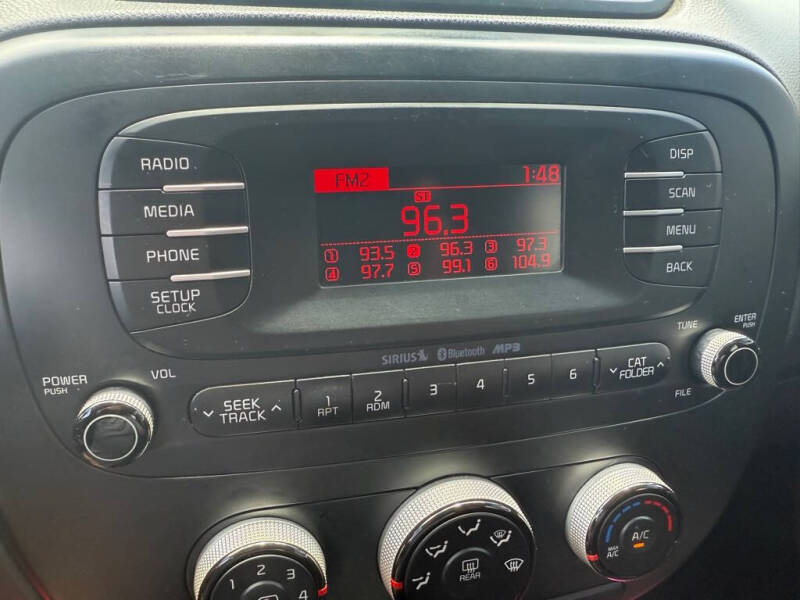 RADIO
MEDIA
PHONE
SETUP
CLOCK
FM2 1:48
ST
96.3
1 93.5 2 96.3 3 97.3
4 97.7 5 99.1 6 104.9
DISP
SCAN
MENU
BACK
SIRIUS Bluetooth MP3
POWER
PUSH
VOL
SEEK
TRACK
1
RPT
2
RDM
3
4
5
6
CAT
FOLDER
TUNE
FILE
ENTER
PUSH
1 2 3 4
REAR
A/C
MAX
A/C